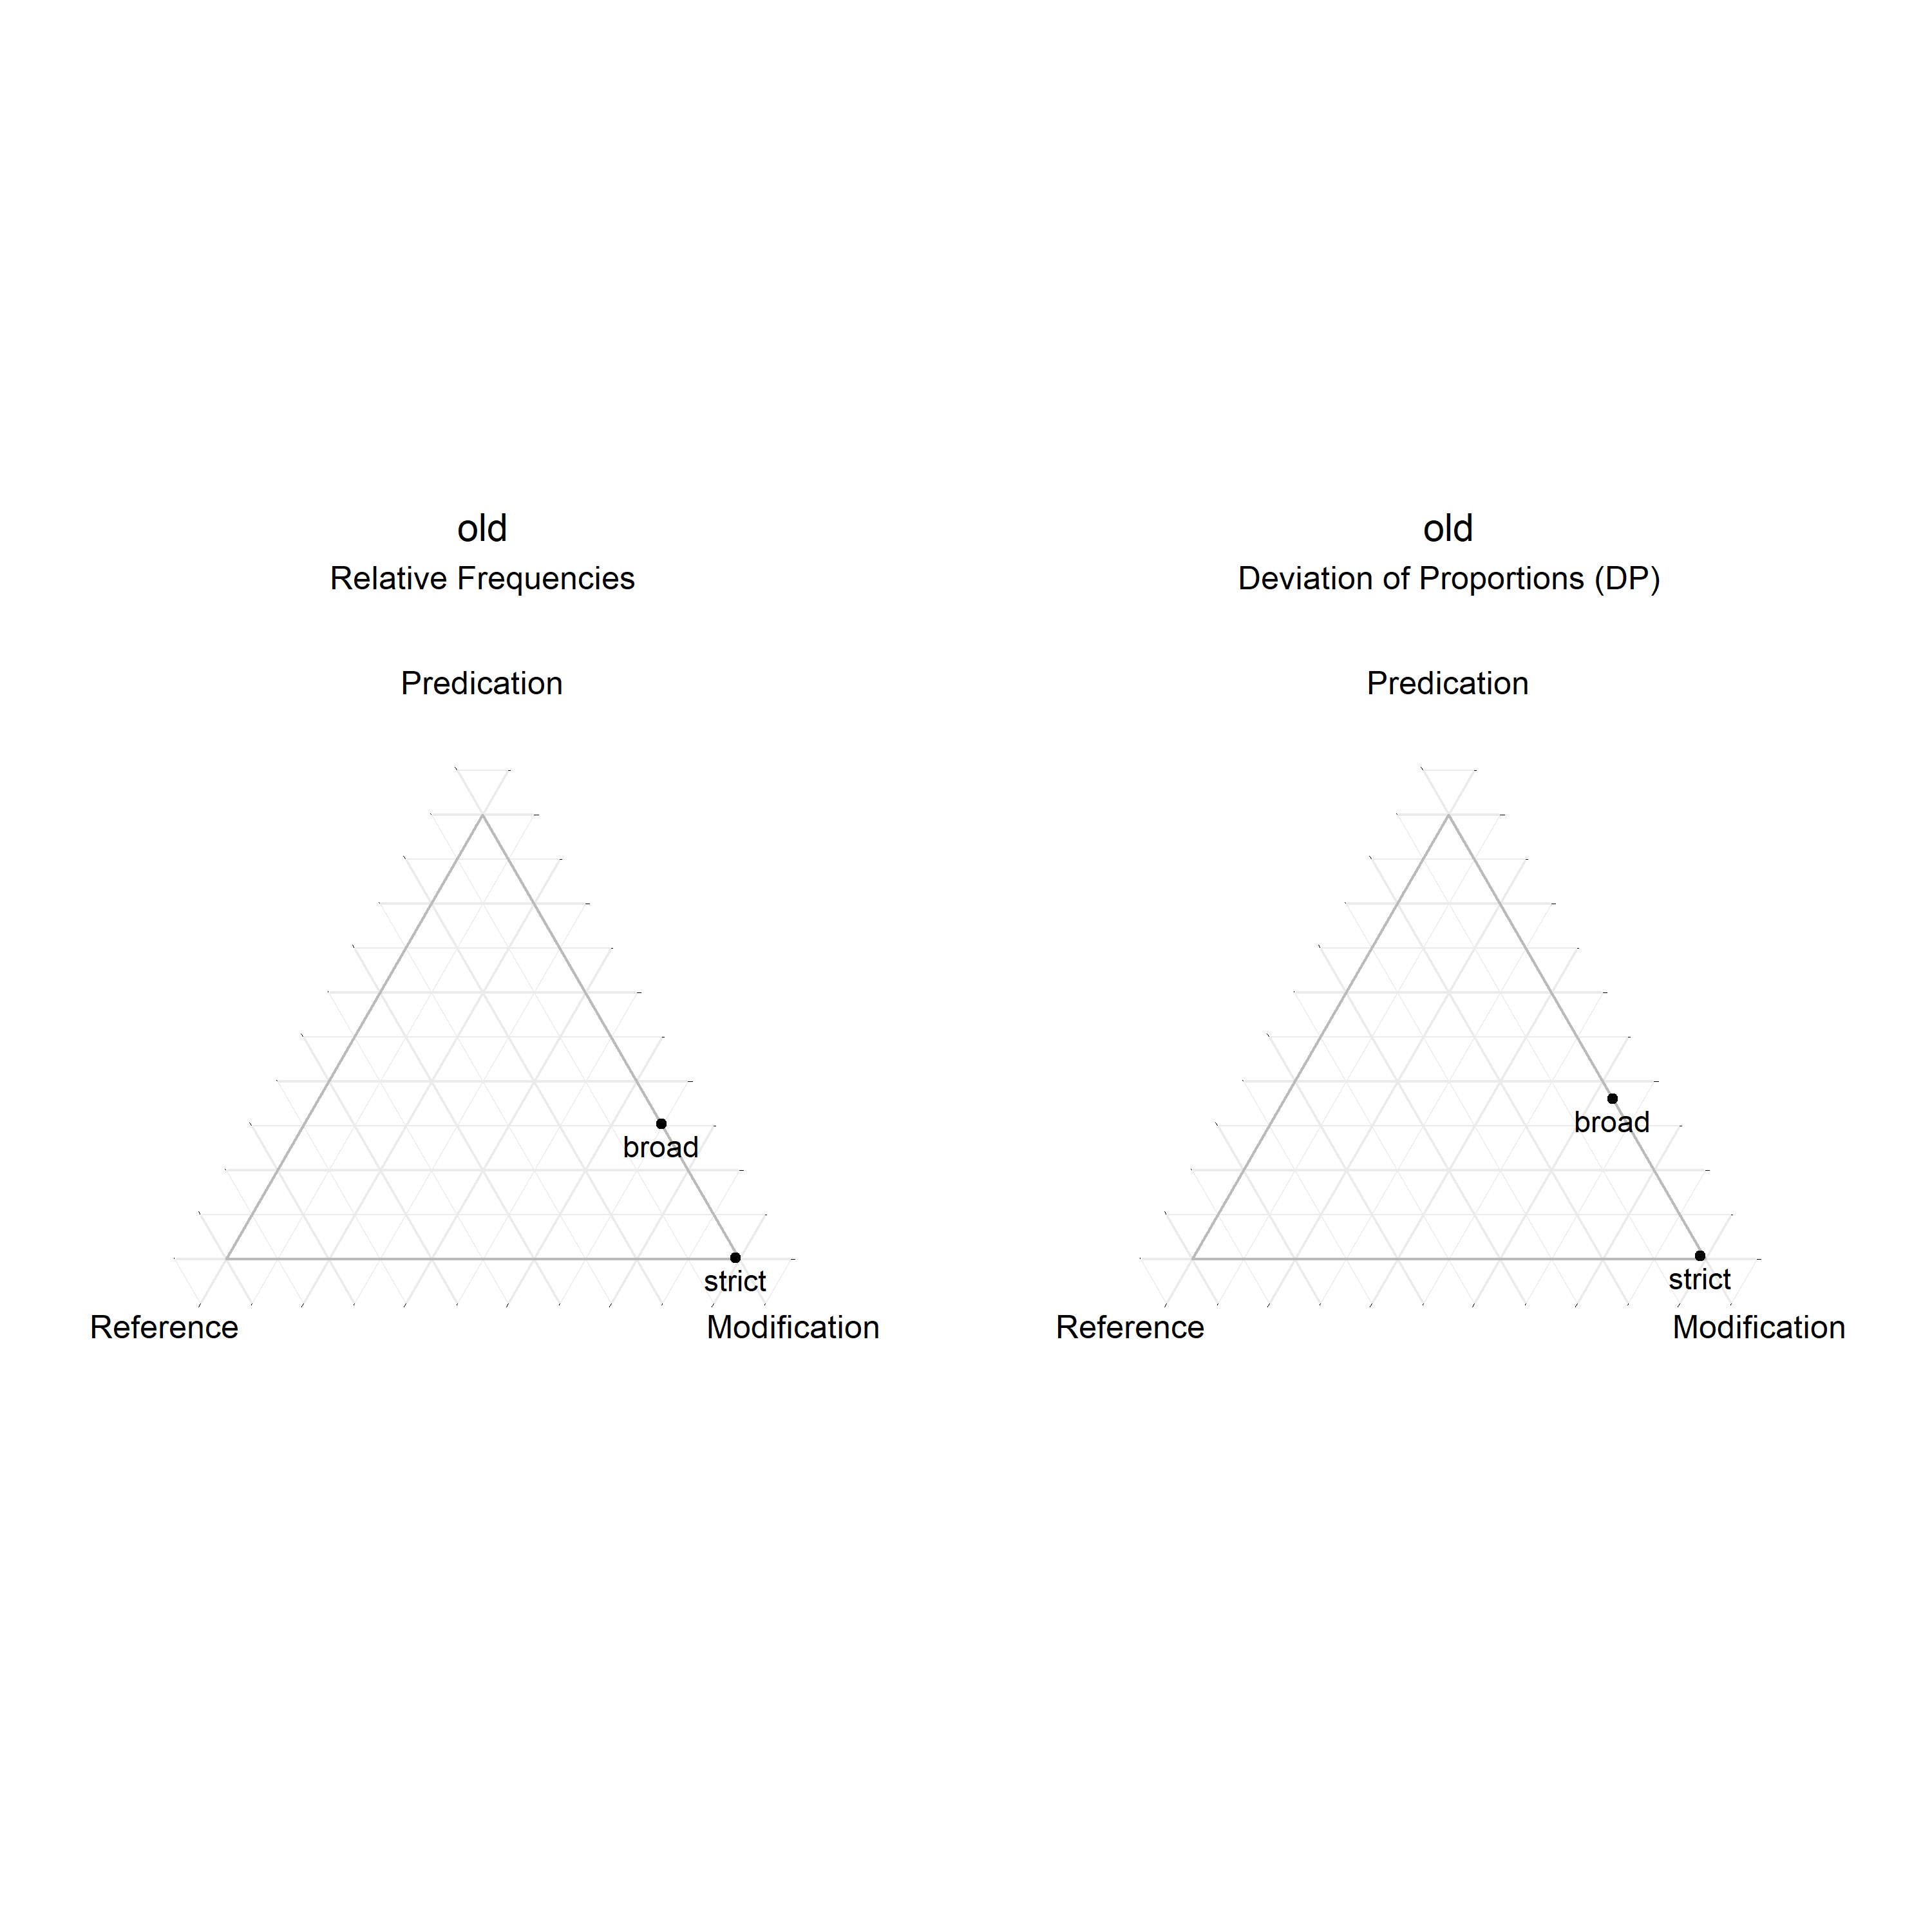 old
Relative Frequencies
Predication
broad
strict
Reference
Modification
old
Deviation of Proportions (DP)
Predication
broad
strict
Reference
Modification